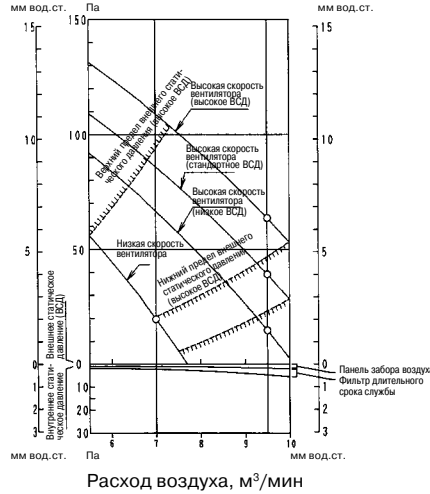 мм вод.ст.
Па
мм вод.ст.
15
150
15
Верхний предел внешнего стати-
ческого давления (высокое ВСД)
Высокая скорость
вентилятора
(высокое ВСД)
10
100
10
Высокая скорость
вентилятора
(стандартное ВСД)
Высокая скорость
вентилятора
(низкое ВСД)
Низкая скорость
вентилятора
Нижний предел внешнего
статического давления
(высокое ВСД)
5
50
5
Внешнее статическое
давление (ВСД)
0
0
0
Внутреннее стати-
ческое давление
Панель забора воздуха
Фильтр длительного
срока службы
1
10
1
2
20
2
3
30
3
6
7
8
9
10
мм вод.ст.
Па
мм вод.ст.
Расход воздуха, м³/мин